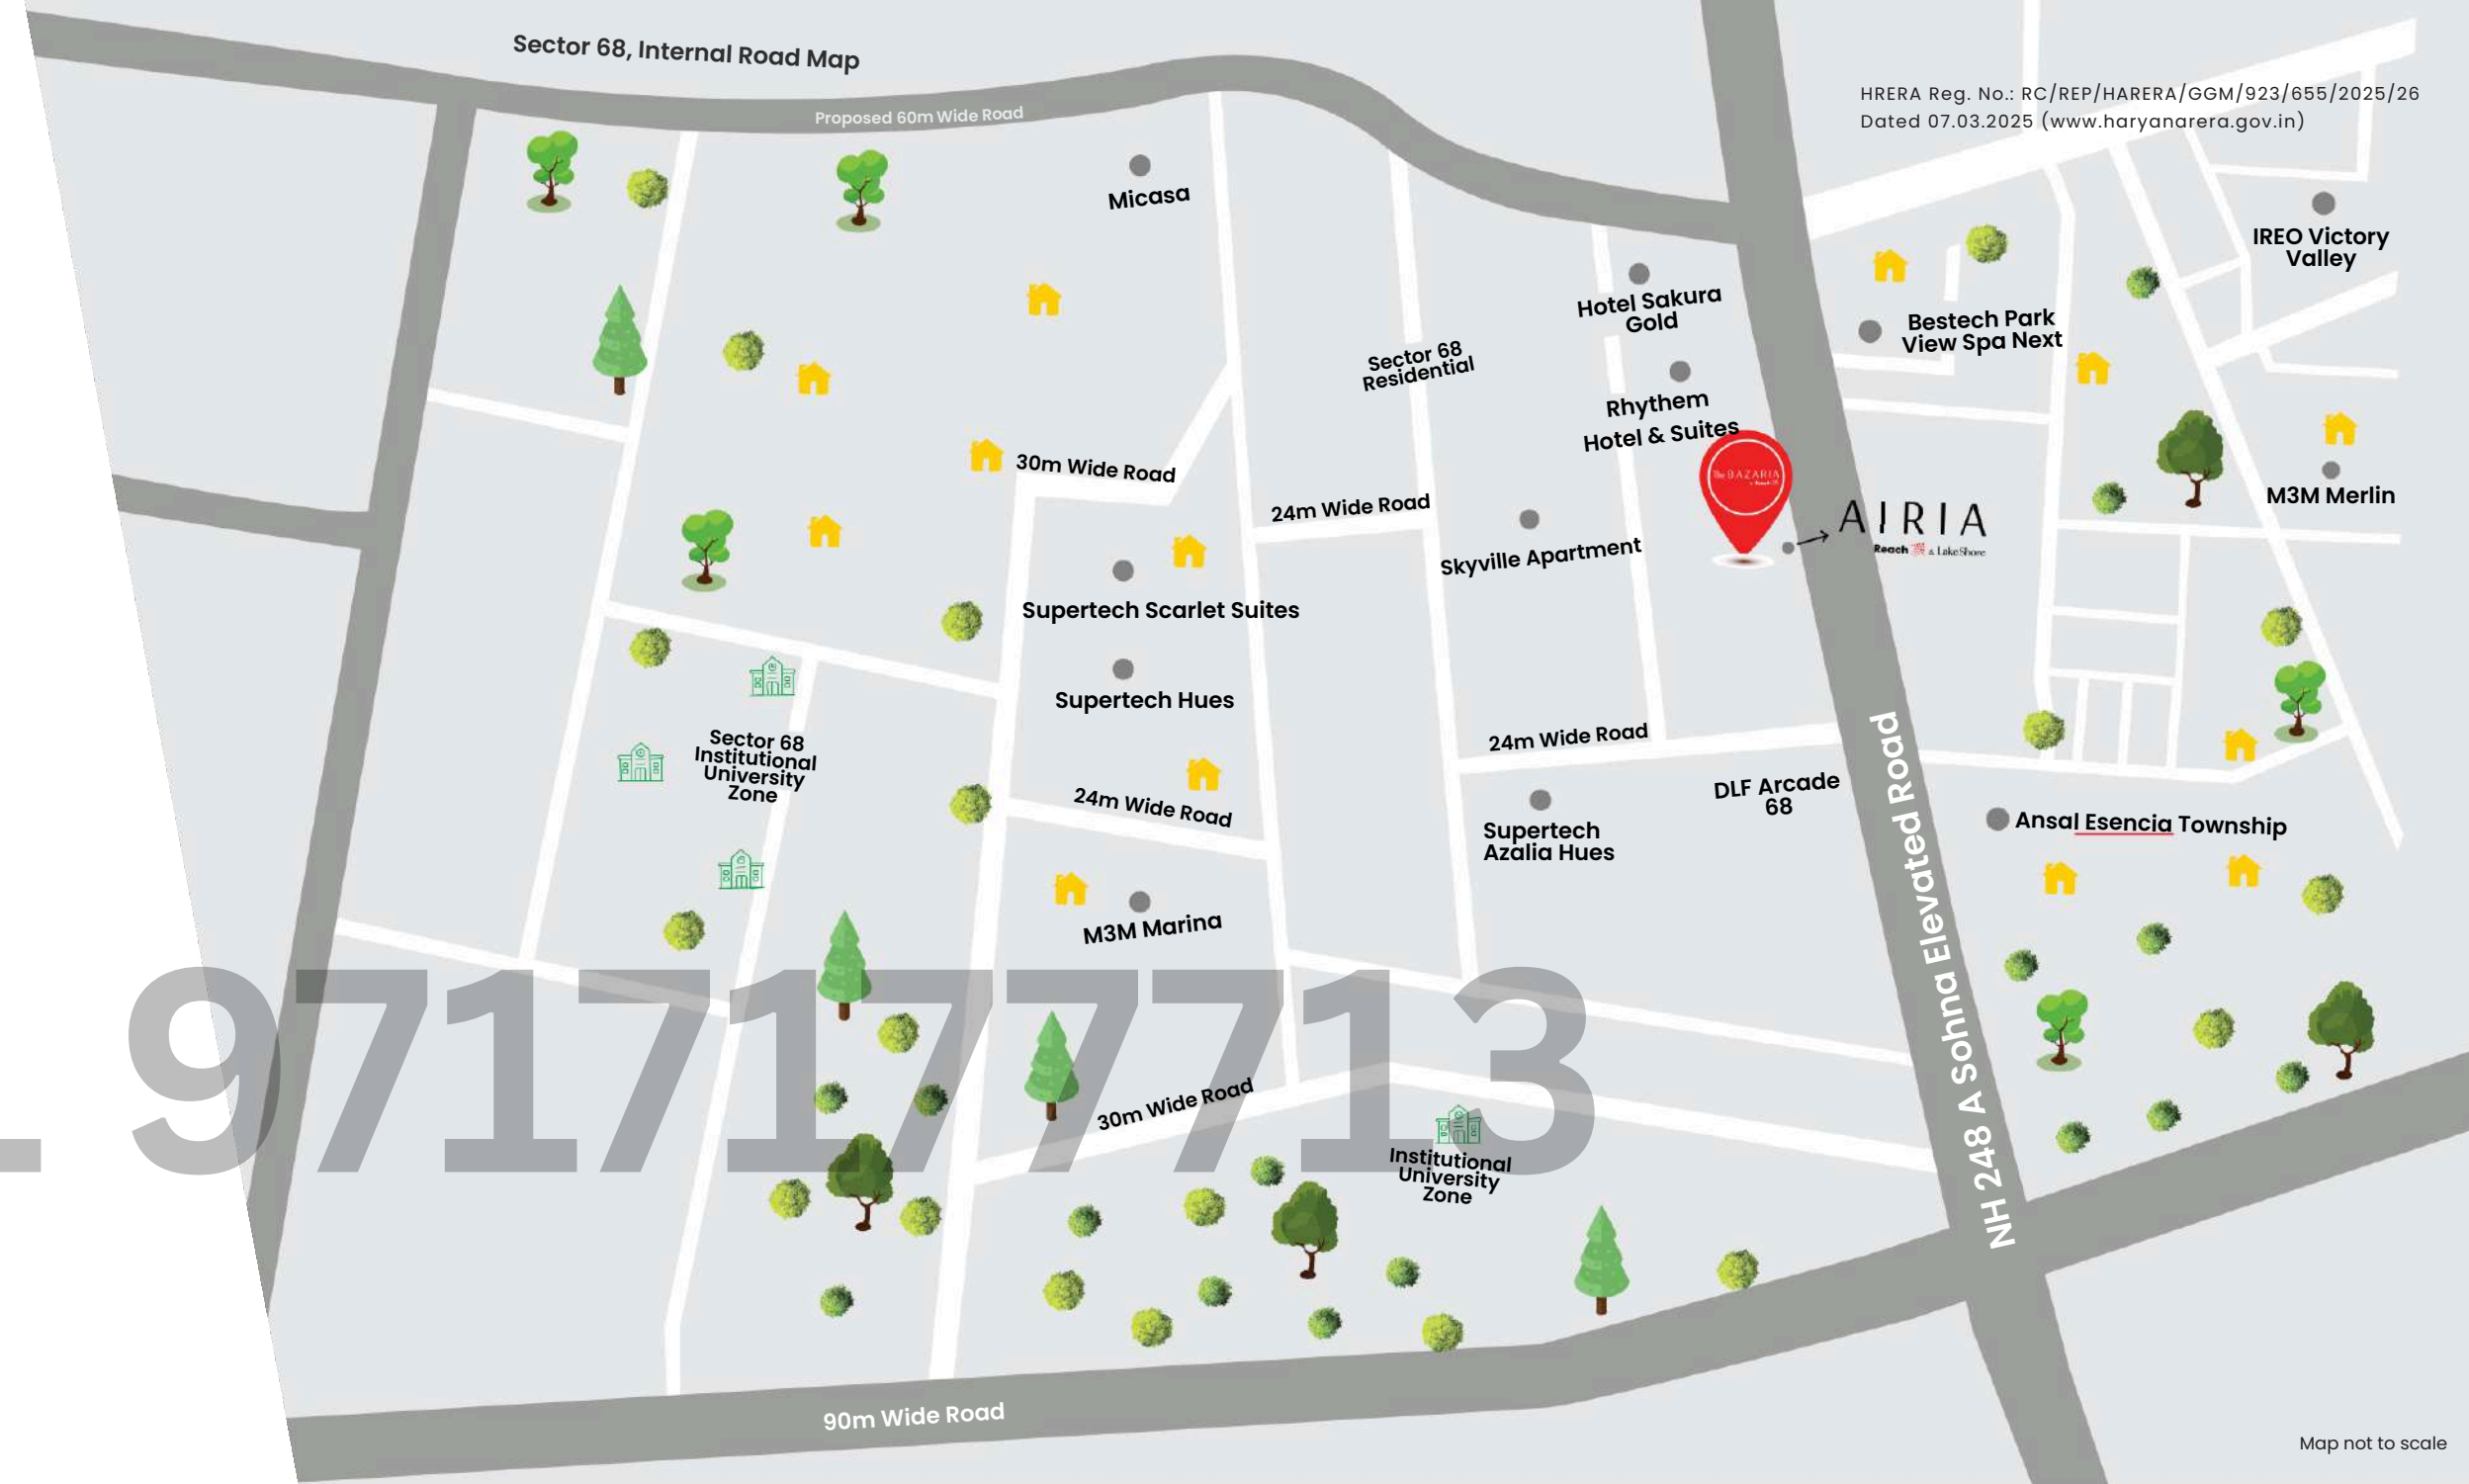 Sector 68, Internal Road Map
Proposed 60m Wide Road
HRERA Reg. No.: RC/REP/HARERA/GGM/923/655/2025/26
Dated 07.03.2025 (www.haryanarera.gov.in)
Micasa
IREO Victory
Valley
Hotel Sakura
Gold
Bestech Park
View Spa Next
Sector 68
Residential
Rhythem
Hotel & Suites
30m Wide Road
24m Wide Road
The BAZARIA
M3M Merlin
AIRIA
Reach & Lake Shore
Skyville Apartment
Supertech Scarlet Suites
Supertech Hues
Sector 68
Institutional
University
Zone
24m Wide Road
24m Wide Road
DLF Arcade
68
Supertech
Azalia Hues
Ansal Esencia Township
M3M Marina
NH 248 A Sohna Elevated Road
9717177713
30m Wide Road
Institutional
University
Zone
90m Wide Road
Map not to scale